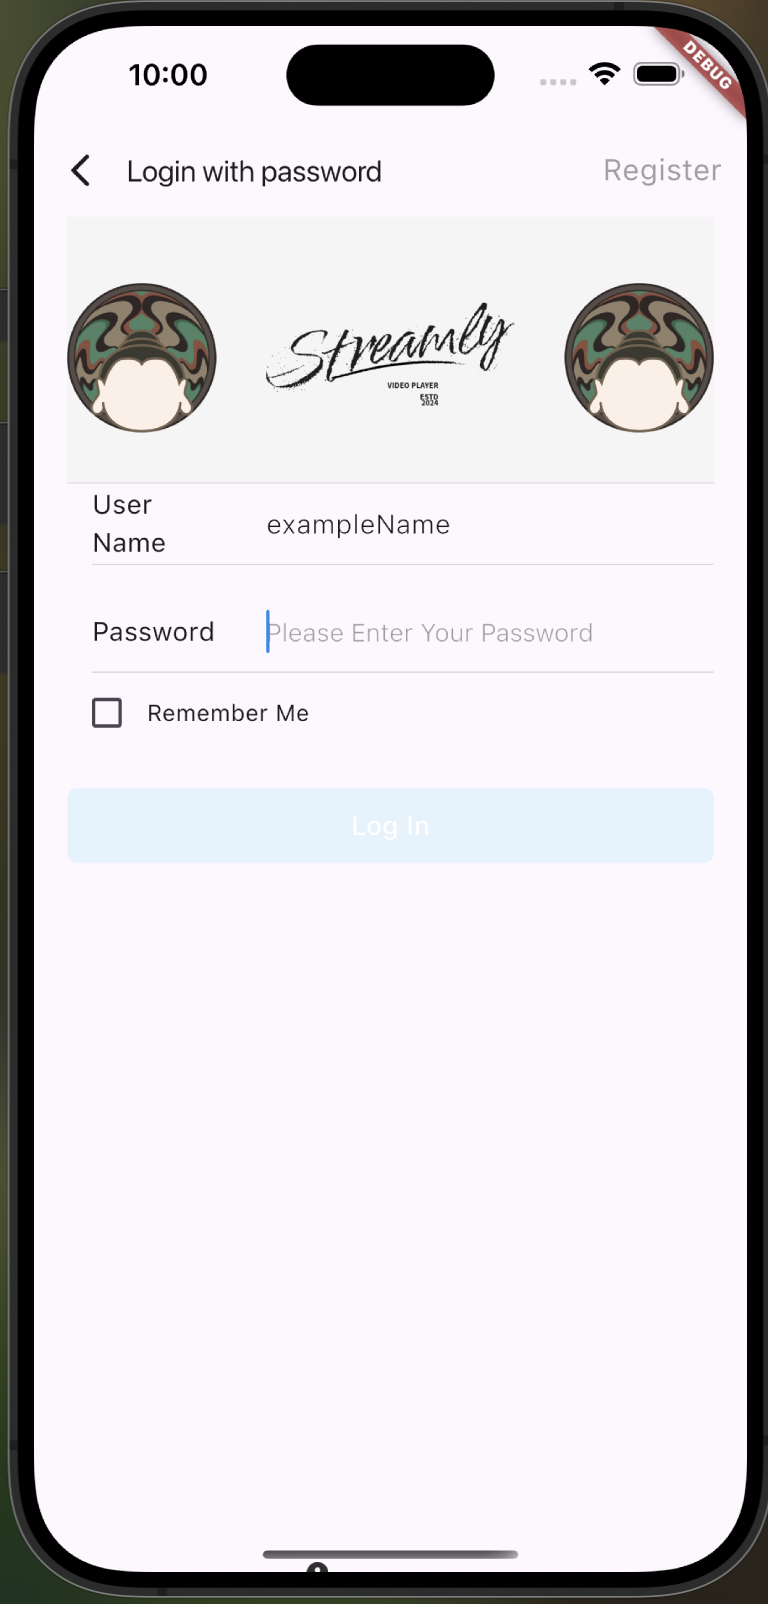 10:00
DEBUG
Login with password
Register
Streamly
VIDEO PLAYER
ESTD
2024
User
Name
exampleName
Password
Please Enter Your Password
Remember Me
Log In